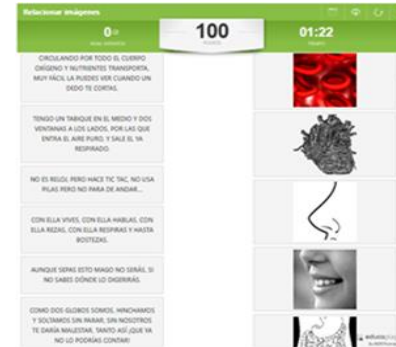 Relacionar imágenes
0
100
01:22
CIRCULANDO POR TODO EL CUERPO
OXÍGENO Y NUTRIENTES TRANSPORTA.
MUY FÁCIL LA PUEDES VER CUANDO UN
DEDO TE CORTAS.
TENGO UN TABIQUE EN EL MEDIO Y DOS
VENTANAS A LOS LADOS, POR LAS QUE
ENTRA EL AIRE PURO, Y SALE EL YA
RESPIRADO.
NO ES RELOJ, PERO HACE TIC TAC, NO USA
PILAS PERO NO PARA DE ANDAR...
CON ELLA VIVES, CON ELLA HABLAS, CON
ELLA REZAS, CON ELLA RESPIRAS Y HASTA
BOSTEZAS.
AUNQUE SEPAS ESTO MAGO NO SERÁS, SI
NO SABES DÓNDE LO DIGERIRÁS.
COMO DOS GLOBOS SOMOS, HINCHAMOS
Y SOLTAMOS SIN PARAR, SIN NOSOTROS
TE DARÍA MALESTAR, TANTO ASÍ ¡QUE YA
NO LO PODRÍAS CONTAR!